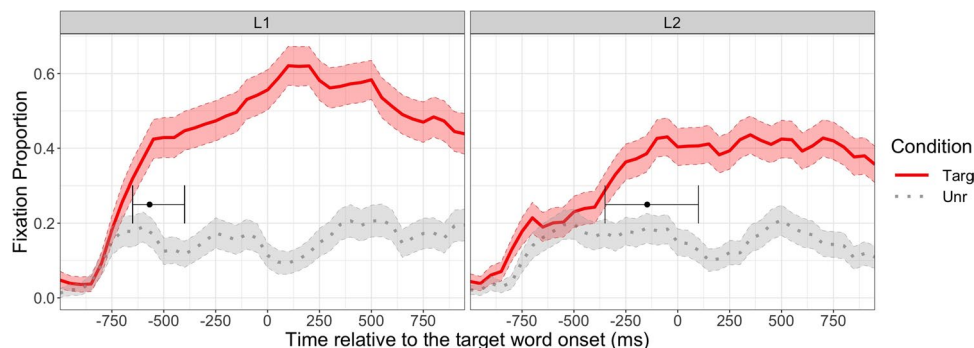 L1
L2
Fixation Proportion
0.6
0.4
0.2
0.0
-750 -500 -250 0 250 500 750
-750 -500 -250 0 250 500 750
Time relative to the target word onset (ms)
Condition
Targ
Unr